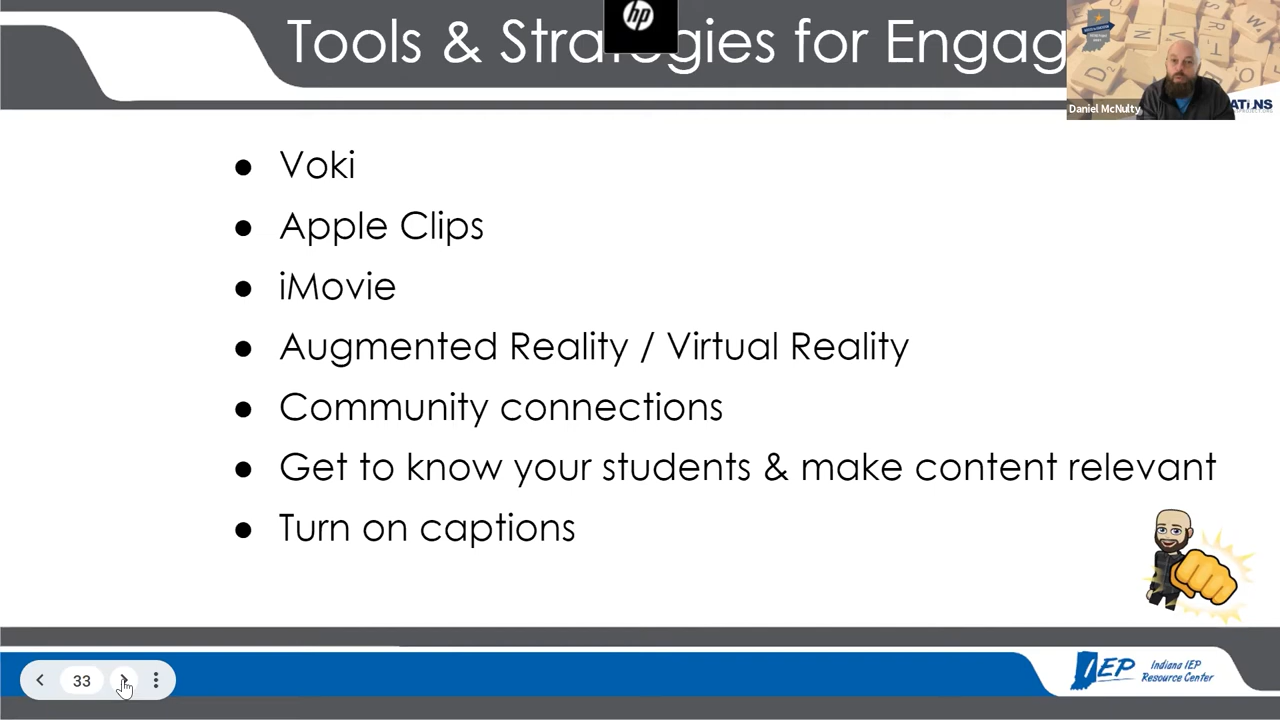 Tools & Strategies for Engag
hp
Daniel McNulty
Voki
Apple Clips
iMovie
Augmented Reality / Virtual Reality
Community connections
Get to know your students & make content relevant
Turn on captions
33
IEP
Indiana IEP
Resource Center